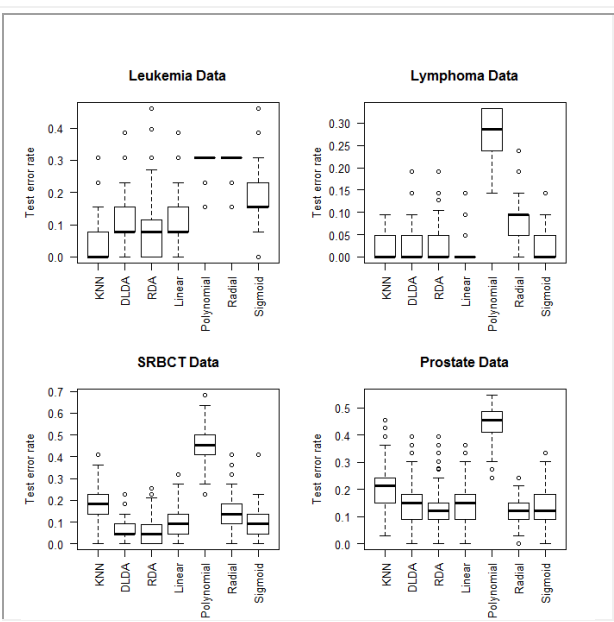 Leukemia Data
Test error rate
0.4
0.3
0.2
0.1
0.0
KNN
DLDA
RDA
Linear
Polynomial
Radial
Sigmoid
Lymphoma Data
Test error rate
0.30
0.25
0.20
0.15
0.10
0.05
0.00
KNN
DLDA
RDA
Linear
Polynomial
Radial
Sigmoid
SRBCT Data
Test error rate
0.7
0.6
0.5
0.4
0.3
0.2
0.1
0.0
KNN
DLDA
RDA
Linear
Polynomial
Radial
Sigmoid
Prostate Data
Test error rate
0.5
0.4
0.3
0.2
0.1
0.0
KNN
DLDA
RDA
Linear
Polynomial
Radial
Sigmoid